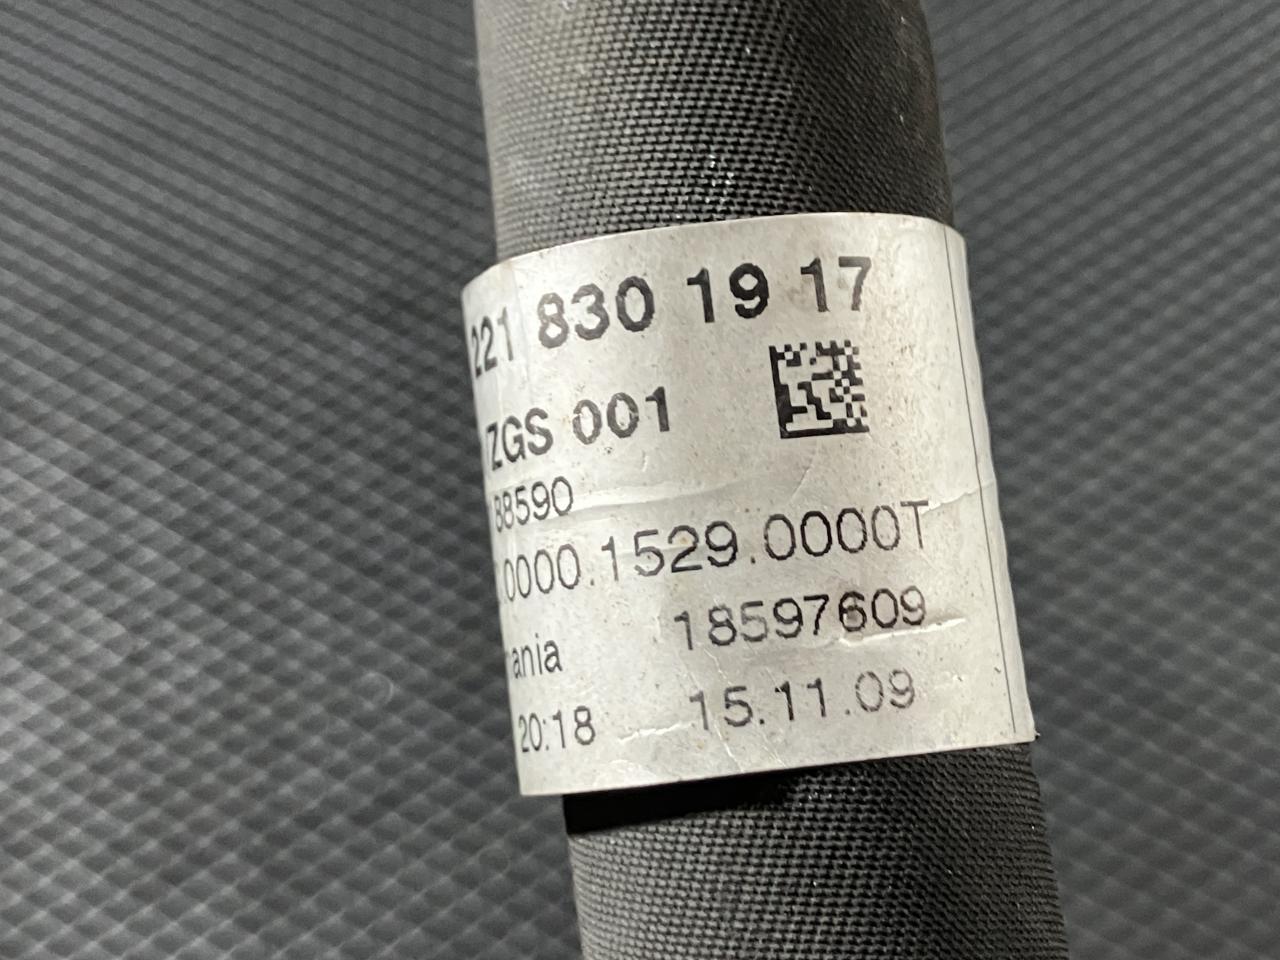 221 830 19 17
ZGS 001
88590
.0000.1529.0000T
18597609
ania
20:18 15.11.09